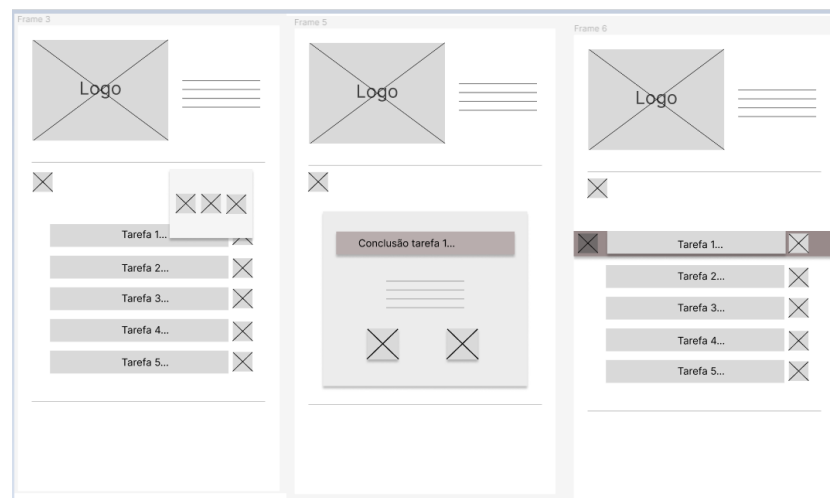 Frame 3
Logo
Tarefa 1...
Tarefa 2...
Tarefa 3...
Tarefa 4...
Tarefa 5...
Frame 5
Logo
Conclusão tarefa 1...
Frame 6
Logo
Tarefa 1...
Tarefa 2...
Tarefa 3...
Tarefa 4...
Tarefa 5...